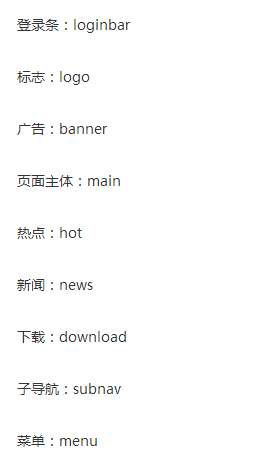 登录条：loginbar
标志：logo
广告：banner
页面主体：main
热点：hot
新闻：news
下载：download
子导航：subnav
菜单：menu